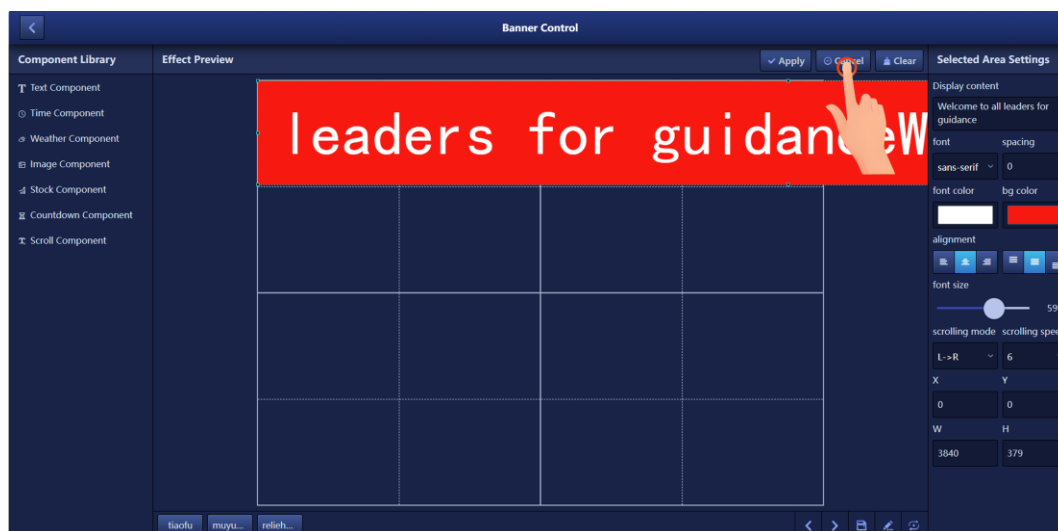 Banner Control
Component Library
Effect Preview
Apply
Cancel
Clear
Selected Area Settings
Text Component
Time Component
Weather Component
Image Component
Stock Component
Countdown Component
Scroll Component
leaders for guidanceW
Display content
Welcome to all leaders for
guidance
font spacing
sans-serif 0
font color bg color
alignment
font size
59
scrolling mode scrolling spee
L->R 6
X Y
0 0
W H
3840 379
tiaofu muyu... relieh...